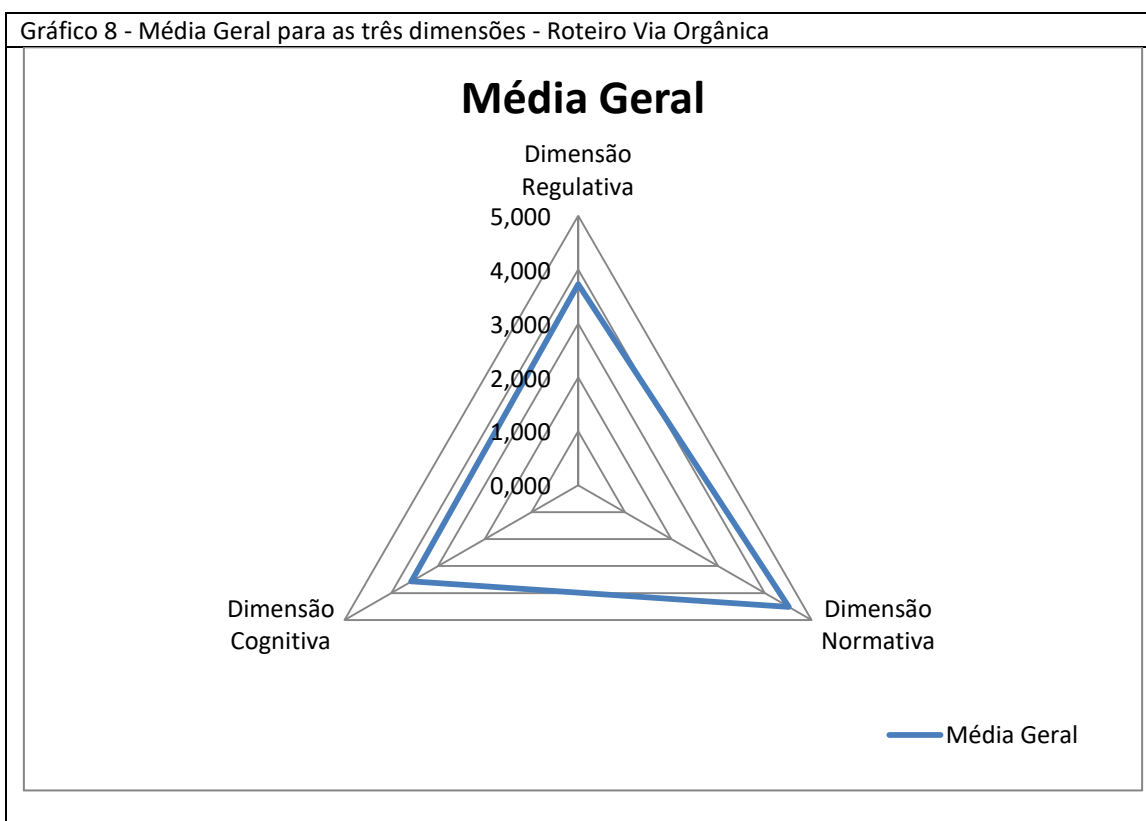 Gráfico 8 - Média Geral para as três dimensões - Roteiro Via Orgânica
Média Geral
Dimensão
Regulativa
5,000
4,000
3,000
2,000
1,000
0,000
Dimensão
Cognitiva
Dimensão
Normativa
Média Geral